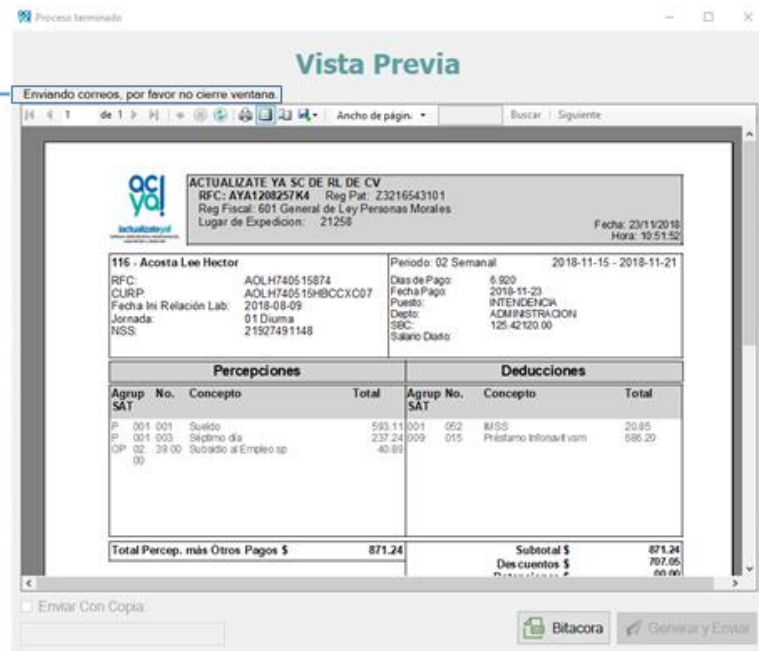 Proceso terminado
Vista Previa
Enviando correos, por favor no cierre ventana.
1 de 1 Ancho de págin. Buscar | Siguiente
ac ya!
actualizateya!
ACTUALIZATE YA SC DE RL DE CV
RFC: AYA1208257K4 Reg Pat: Z3216543101
Reg Fiscal: 601 General de Ley Personas Morales
Lugar de Expedicion: 21258
Fecha: 23/11/2018
Hora: 10:51:52
116 - Acosta Lee Hector
RFC: AOLH740515874
CURP AOLH740515HBCCXC07
Fecha Ini Relación Lab: 2018-08-09
Jornada: 01 Diurna
NSS: 21927491148
Periodo: 02 Semanal 2018-11-15 - 2018-11-21
Dias de Pago: 6.920
Fecha Pago: 2018-11-23
Puesto: INTENDENCIA
Depto: ADMINISTRACION
SBC: 125.42120.00
Salario Diario:
Percepciones
Agrup SAT No. Concepto Total
P 001 001 Sueldo 593.11
P 001 003 Séptimo día 237.24
OP 02 39.00 Subsidio al Empleo sp 40.89
00
Deducciones
Agrup SAT No. Concepto Total
001 052 IMSS 20.85
009 015 Préstamo Infonavit vsm 686.20
Total Percep. más Otros Pagos $ 871.24
Subtotal $ 871.24
Descuentos $ 707.05
Enviar Con Copia:
Bitacora
Generar y Enviar